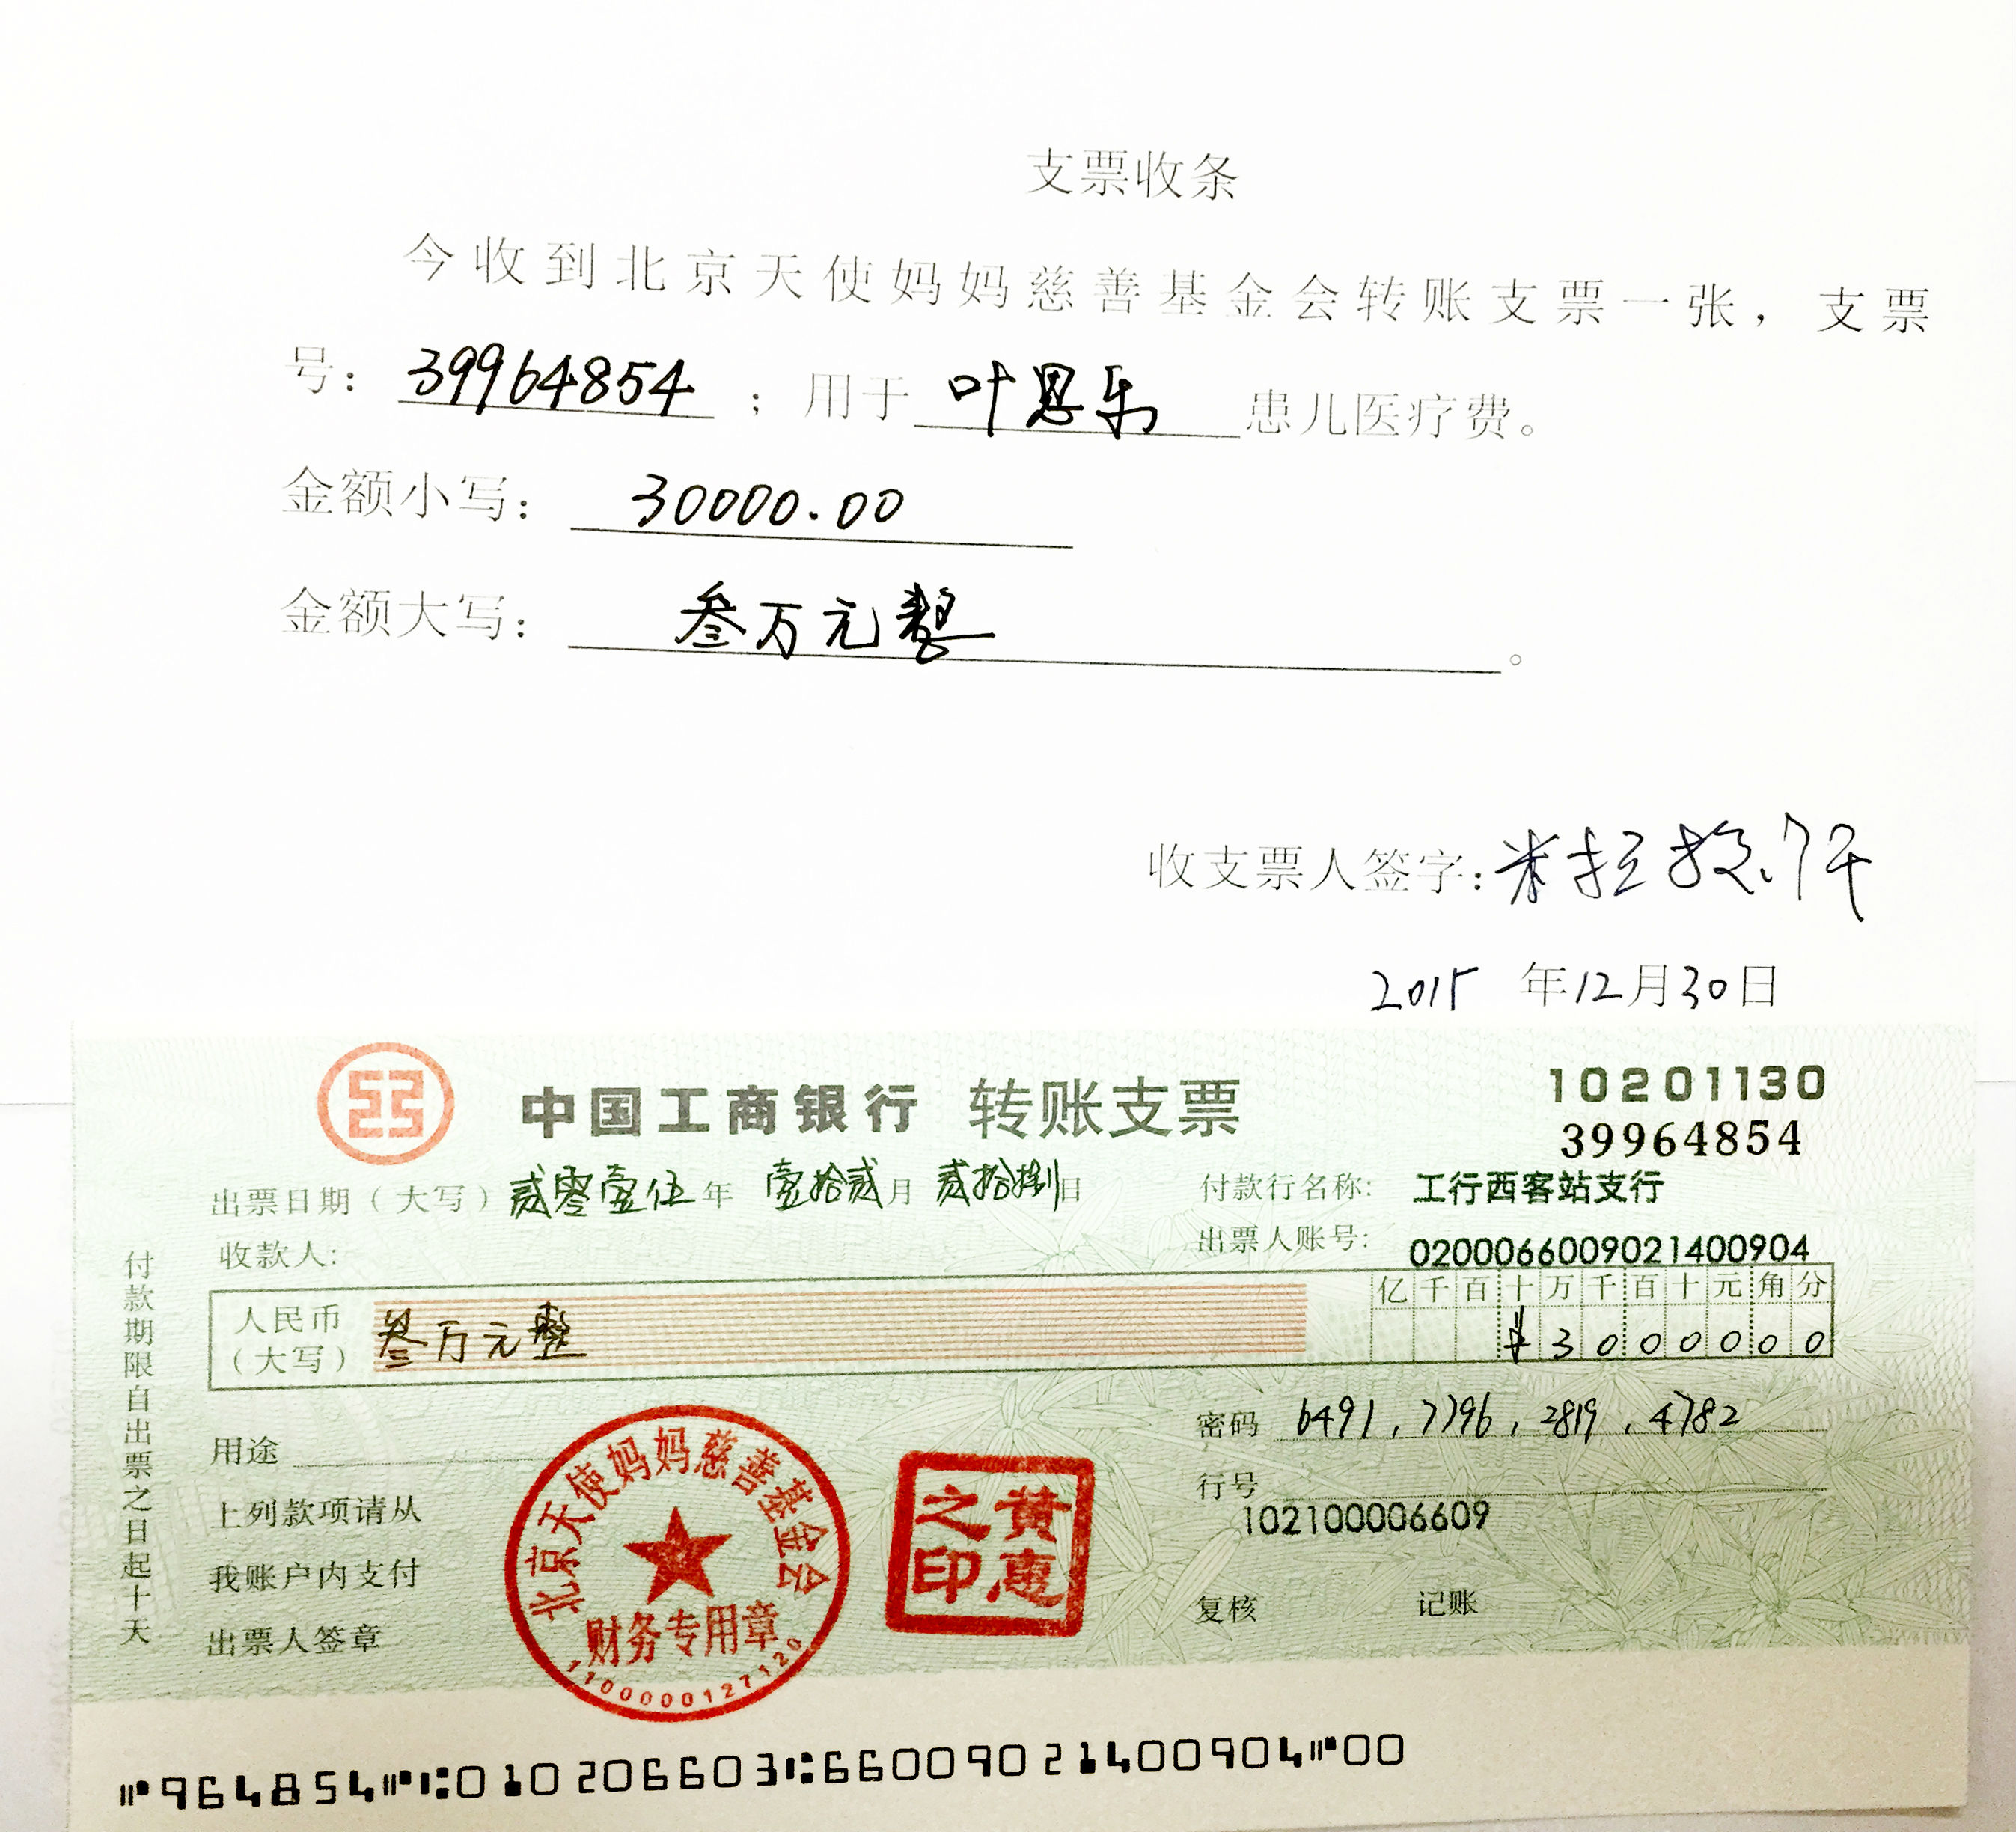 支票收条
今收到北京天使妈妈慈善基金会转账支票一张，支票
号：39964854；用于 叶恩乐 患儿医疗费。
金额小写：30000.00
金额大写：叁万元整。
收支票人签字：米拉
2015 年12月30日
中国工商银行 转账支票 10201130
39964854
出票日期（大写）贰零壹伍年 壹拾贰月 贰拾捌日 付款行名称：工行西客站支行
收款人： 出票人账号：0200066009021400904
人民币（大写）叁万元整 亿千百十万千百十元角分
¥3000000
密码 6491，7796，2819，4782
用途
行号
102100006609
上列款项请从
我账户内支付
出票人签章
复核 记账
付款期限自出票之日起十天
北京天使妈妈慈善基金会
财务专用章
1100000127120
黄惠之印
⑈964854⑈⑆010206603⑆66009021400904⑈00